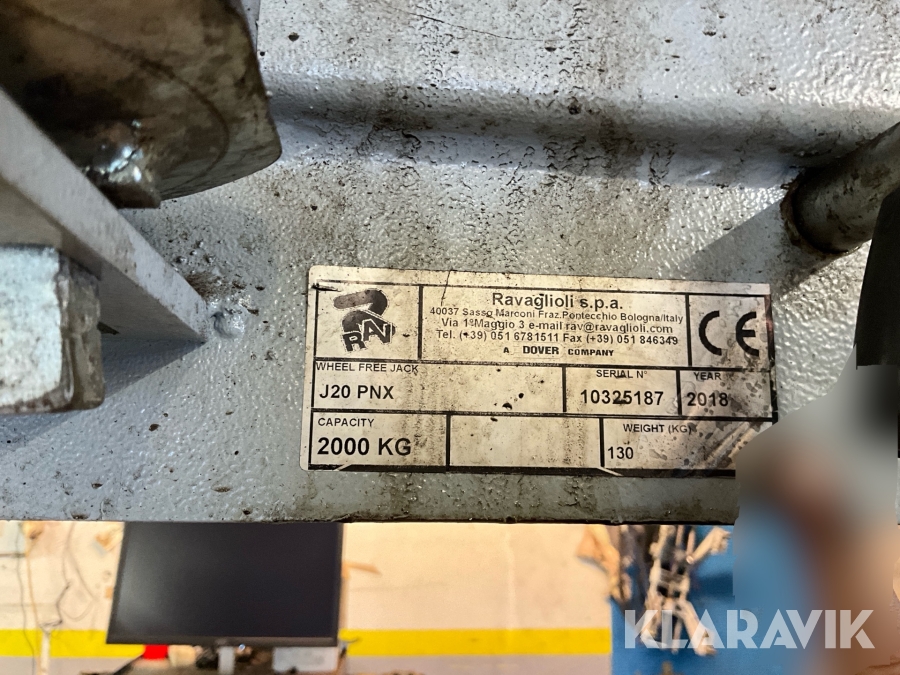 RAV
Ravaglioli s.p.a.
40037 Sasso Marconi Fraz.Pontecchio Bologna/Italy
Via 1°Maggio 3 e-mail rav@ravaglioli.com
Tel. (+39) 051 6781511 Fax (+39) 051 846349
A DOVER COMPANY
CE
WHEEL FREE JACK
J20 PNX
SERIAL N°
10325187
YEAR
2018
CAPACITY
2000 KG
WEIGHT (KG)
130
KLARAVIK